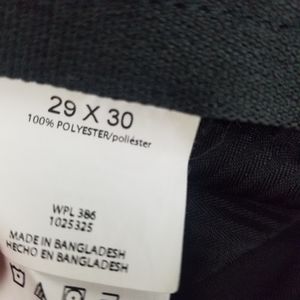 29 X 30
100% POLYESTER/poliéster
WPL 386
1025325
MADE IN BANGLADESH
HECHO EN BANGLADESH